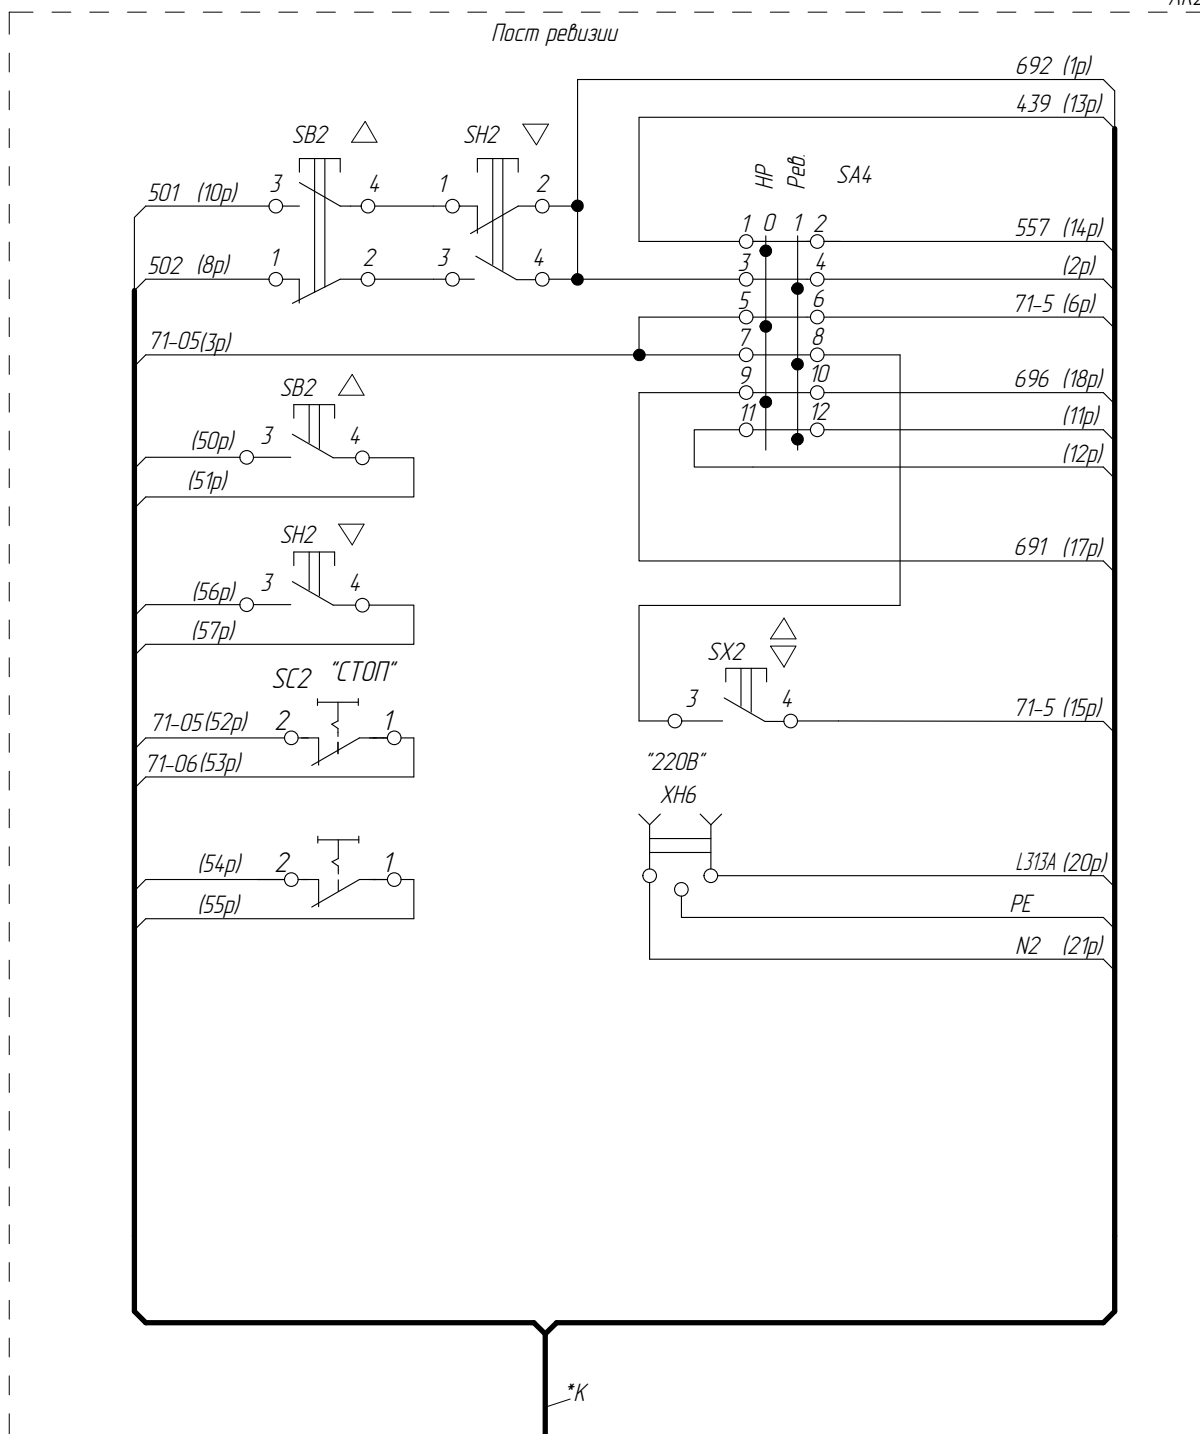 Пост ревизии
692 (1р)
439 (13р)
SB2
SH2
НР
Рев.
SA4
501 (10р) 3 4 1 2
1 0 1 2 557 (14р)
502 (8р) 1 2 3 4
3 4 (2р)
5 6 71-5 (6р)
71-05(3р) 7 8
9 10 696 (18р)
11 12 (11р)
(12р)
SB2
(50р) 3 4
(51р)
SH2
691 (17р)
(56р) 3 4
(57р)
SC2 "СТОП"
SX2
71-05(52р) 2 1
3 4 71-5 (15р)
71-06(53р)
"220В"
XH6
(54р) 2 1
L313A (20р)
(55р)
PE
N2 (21р)
*К